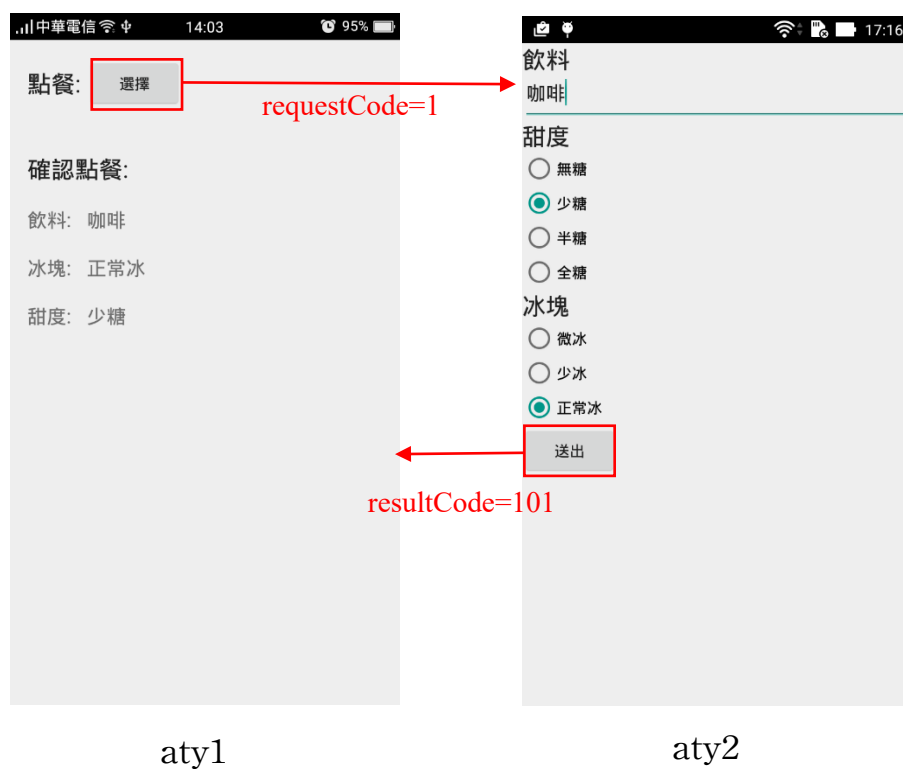 中華電信 14:03 95%
點餐: 選擇
requestCode=1
確認點餐:
飲料: 咖啡
冰塊: 正常冰
甜度: 少糖
aty1
17:16
飲料
咖啡
甜度
無糖
少糖
半糖
全糖
冰塊
微冰
少冰
正常冰
送出
resultCode=101
aty2